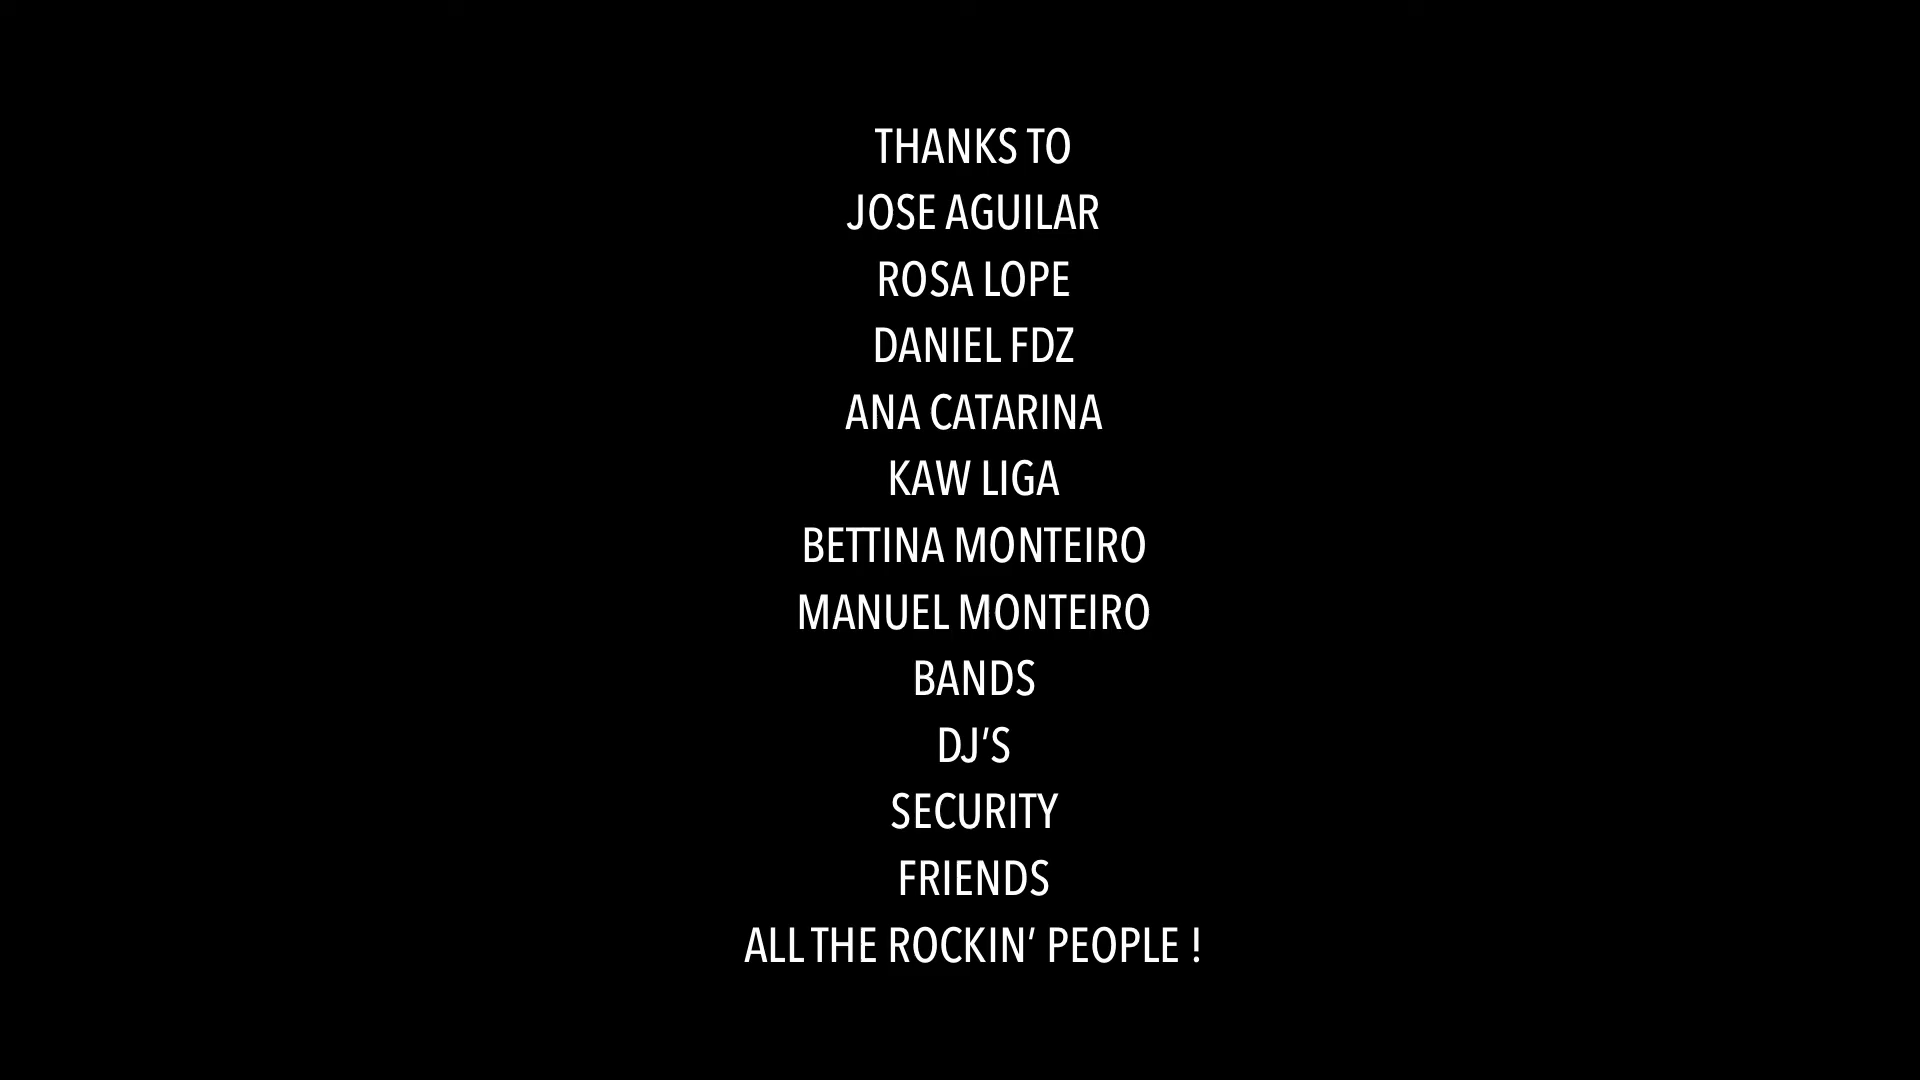 THANKS TO
JOSE AGUILAR
ROSA LOPE
DANIEL FDZ
ANA CATARINA
KAW LIGA
BETTINA MONTEIRO
MANUEL MONTEIRO
BANDS
DJ’S
SECURITY
FRIENDS
ALL THE ROCKIN’ PEOPLE !